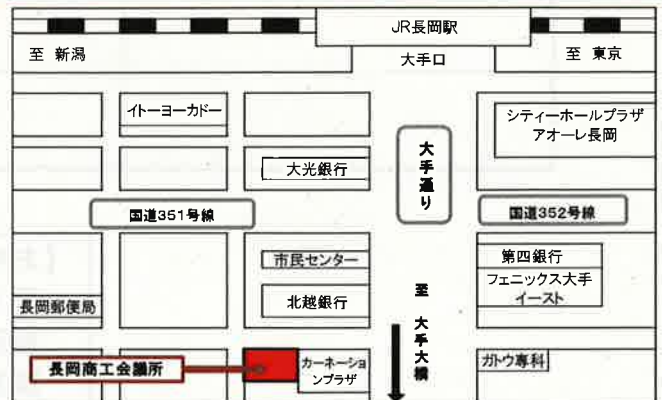 JR長岡駅
至 新潟
大手口
至 東京
イトーヨーカドー
シティーホールプラザ
アオーレ長岡
大手通り
大光銀行
国道351号線
国道352号線
市民センター
第四銀行
フェニックス大手
イースト
北越銀行
長岡郵便局
至 大手大橋
長岡商工会議所
カーネーショ
ンプラザ
ガトウ専科